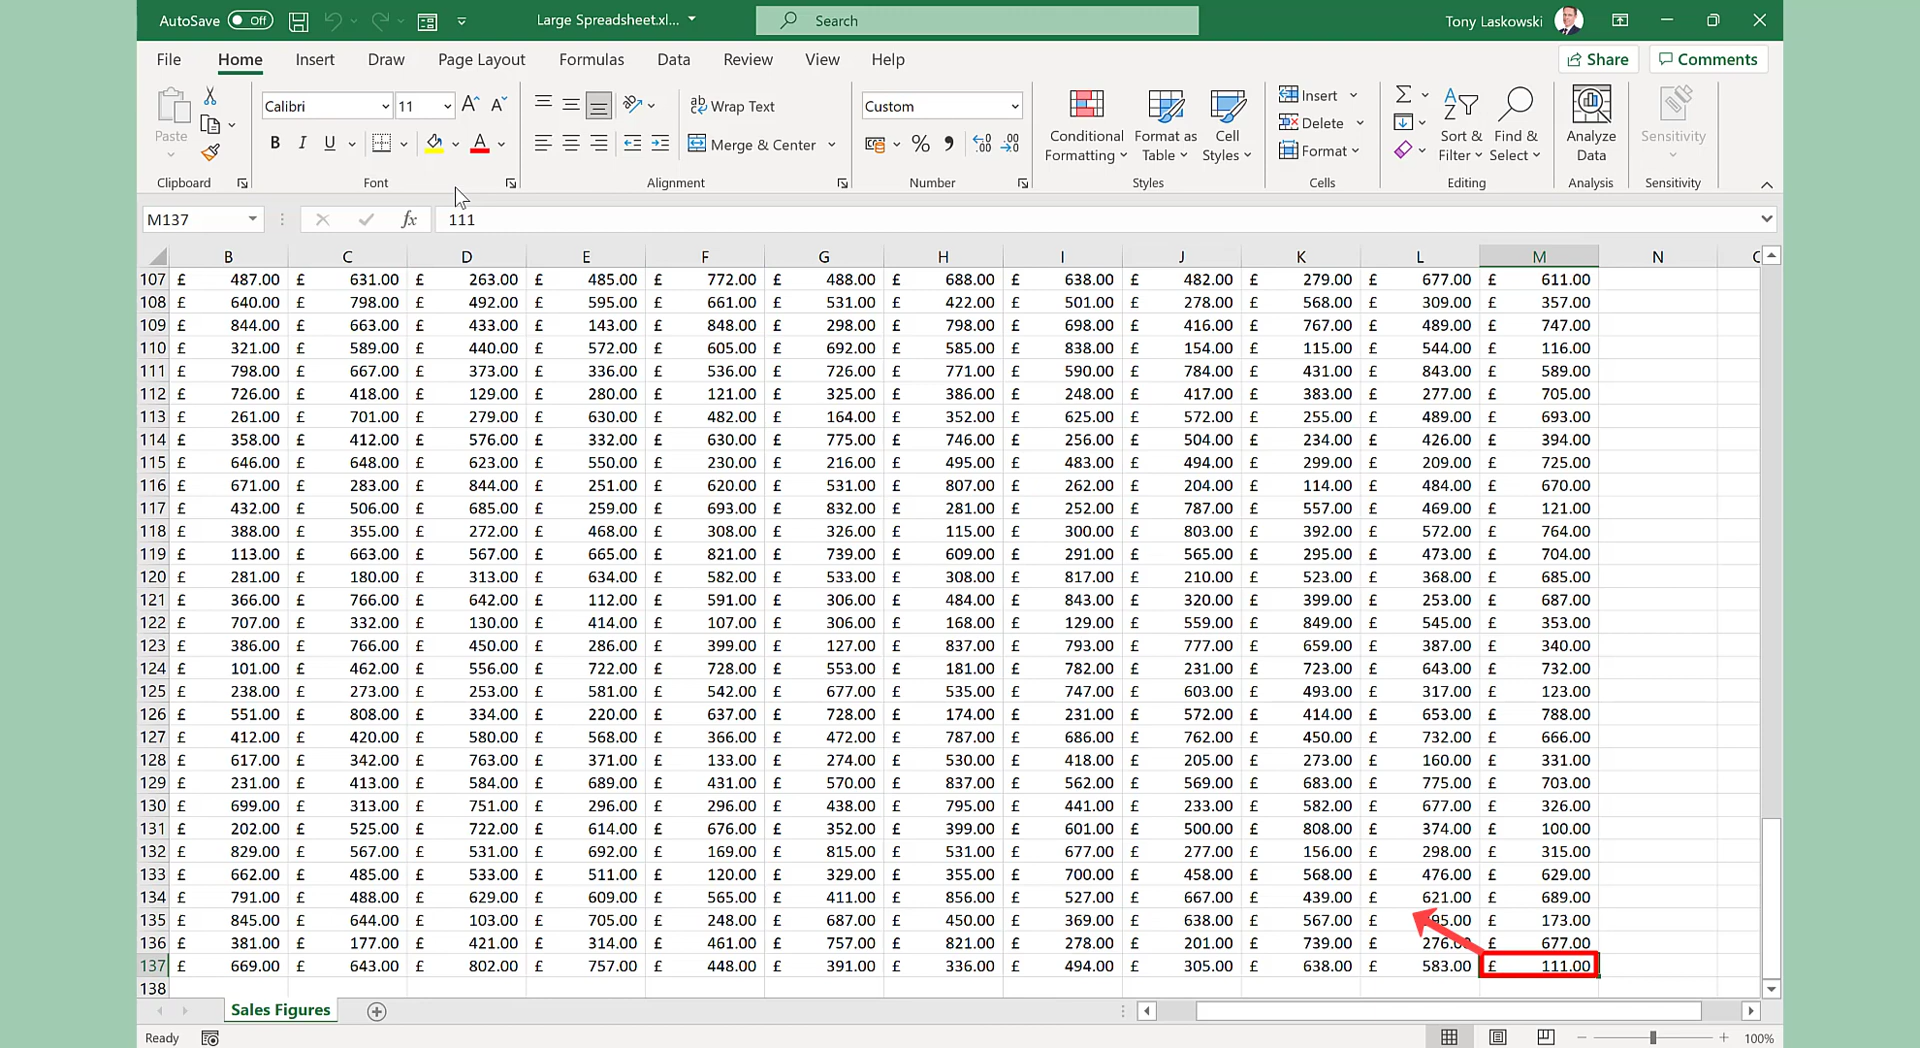 AutoSave Off Large Spreadsheet.xl... Search Tony Laskowski
File Home Insert Draw Page Layout Formulas Data Review View Help Share Comments
Paste Calibri 11 A A ab Wrap Text Custom Conditional Formatting Format as Table Cell Styles Insert Sort & Filter Find & Select Analyze Data Sensitivity
B I U A Merge & Center % Delete
Format
Clipboard Font Alignment Number Styles Cells Editing Analysis Sensitivity
M137 fx 111
B C D E F G H I J K L M N
107 £ 487.00 £ 631.00 £ 263.00 £ 485.00 £ 772.00 £ 488.00 £ 688.00 £ 638.00 £ 482.00 £ 279.00 £ 677.00 £ 611.00
108 £ 640.00 £ 798.00 £ 492.00 £ 595.00 £ 661.00 £ 531.00 £ 422.00 £ 501.00 £ 278.00 £ 568.00 £ 309.00 £ 357.00
109 £ 844.00 £ 663.00 £ 433.00 £ 143.00 £ 848.00 £ 298.00 £ 798.00 £ 698.00 £ 416.00 £ 767.00 £ 489.00 £ 747.00
110 £ 321.00 £ 589.00 £ 440.00 £ 572.00 £ 605.00 £ 692.00 £ 585.00 £ 838.00 £ 154.00 £ 115.00 £ 544.00 £ 116.00
111 £ 798.00 £ 667.00 £ 373.00 £ 336.00 £ 536.00 £ 726.00 £ 771.00 £ 590.00 £ 784.00 £ 431.00 £ 843.00 £ 589.00
112 £ 726.00 £ 418.00 £ 129.00 £ 280.00 £ 121.00 £ 325.00 £ 386.00 £ 248.00 £ 417.00 £ 383.00 £ 277.00 £ 705.00
113 £ 261.00 £ 701.00 £ 279.00 £ 630.00 £ 482.00 £ 164.00 £ 352.00 £ 625.00 £ 572.00 £ 255.00 £ 489.00 £ 693.00
114 £ 358.00 £ 412.00 £ 576.00 £ 332.00 £ 630.00 £ 775.00 £ 746.00 £ 256.00 £ 504.00 £ 234.00 £ 426.00 £ 394.00
115 £ 646.00 £ 648.00 £ 623.00 £ 550.00 £ 230.00 £ 216.00 £ 495.00 £ 483.00 £ 494.00 £ 299.00 £ 209.00 £ 725.00
116 £ 671.00 £ 283.00 £ 844.00 £ 251.00 £ 620.00 £ 531.00 £ 807.00 £ 262.00 £ 204.00 £ 114.00 £ 484.00 £ 670.00
117 £ 432.00 £ 506.00 £ 685.00 £ 259.00 £ 693.00 £ 832.00 £ 281.00 £ 252.00 £ 787.00 £ 557.00 £ 469.00 £ 121.00
118 £ 388.00 £ 355.00 £ 272.00 £ 468.00 £ 308.00 £ 326.00 £ 115.00 £ 300.00 £ 803.00 £ 392.00 £ 572.00 £ 764.00
119 £ 113.00 £ 663.00 £ 567.00 £ 665.00 £ 821.00 £ 739.00 £ 609.00 £ 291.00 £ 565.00 £ 295.00 £ 473.00 £ 704.00
120 £ 281.00 £ 180.00 £ 313.00 £ 634.00 £ 582.00 £ 533.00 £ 308.00 £ 817.00 £ 210.00 £ 523.00 £ 368.00 £ 685.00
121 £ 366.00 £ 766.00 £ 642.00 £ 112.00 £ 591.00 £ 306.00 £ 484.00 £ 843.00 £ 320.00 £ 399.00 £ 253.00 £ 687.00
122 £ 707.00 £ 332.00 £ 130.00 £ 414.00 £ 107.00 £ 306.00 £ 168.00 £ 129.00 £ 559.00 £ 849.00 £ 545.00 £ 353.00
123 £ 386.00 £ 766.00 £ 450.00 £ 286.00 £ 399.00 £ 127.00 £ 837.00 £ 793.00 £ 777.00 £ 659.00 £ 387.00 £ 340.00
124 £ 101.00 £ 462.00 £ 556.00 £ 722.00 £ 728.00 £ 553.00 £ 181.00 £ 782.00 £ 231.00 £ 723.00 £ 643.00 £ 732.00
125 £ 238.00 £ 273.00 £ 253.00 £ 581.00 £ 542.00 £ 677.00 £ 535.00 £ 747.00 £ 603.00 £ 493.00 £ 317.00 £ 123.00
126 £ 551.00 £ 808.00 £ 334.00 £ 220.00 £ 637.00 £ 728.00 £ 174.00 £ 231.00 £ 572.00 £ 414.00 £ 653.00 £ 788.00
127 £ 412.00 £ 420.00 £ 580.00 £ 568.00 £ 366.00 £ 472.00 £ 787.00 £ 686.00 £ 762.00 £ 450.00 £ 732.00 £ 666.00
128 £ 617.00 £ 342.00 £ 763.00 £ 371.00 £ 133.00 £ 274.00 £ 530.00 £ 418.00 £ 205.00 £ 273.00 £ 160.00 £ 331.00
129 £ 231.00 £ 413.00 £ 584.00 £ 689.00 £ 431.00 £ 570.00 £ 837.00 £ 562.00 £ 569.00 £ 683.00 £ 775.00 £ 703.00
130 £ 699.00 £ 313.00 £ 751.00 £ 296.00 £ 296.00 £ 438.00 £ 795.00 £ 441.00 £ 233.00 £ 582.00 £ 677.00 £ 326.00
131 £ 202.00 £ 525.00 £ 722.00 £ 614.00 £ 676.00 £ 352.00 £ 399.00 £ 601.00 £ 500.00 £ 808.00 £ 374.00 £ 100.00
132 £ 829.00 £ 567.00 £ 531.00 £ 692.00 £ 169.00 £ 815.00 £ 531.00 £ 677.00 £ 277.00 £ 156.00 £ 298.00 £ 315.00
133 £ 662.00 £ 485.00 £ 533.00 £ 511.00 £ 120.00 £ 329.00 £ 355.00 £ 700.00 £ 458.00 £ 568.00 £ 476.00 £ 629.00
134 £ 791.00 £ 488.00 £ 629.00 £ 609.00 £ 565.00 £ 411.00 £ 856.00 £ 527.00 £ 667.00 £ 439.00 £ 621.00 £ 689.00
135 £ 845.00 £ 644.00 £ 103.00 £ 705.00 £ 248.00 £ 687.00 £ 450.00 £ 369.00 £ 638.00 £ 567.00 £ £ 173.00
136 £ 381.00 £ 177.00 £ 421.00 £ 314.00 £ 461.00 £ 757.00 £ 821.00 £ 278.00 £ 201.00 £ 739.00 £ 276.00 £ 677.00
137 £ 669.00 £ 643.00 £ 802.00 £ 757.00 £ 448.00 £ 391.00 £ 336.00 £ 494.00 £ 305.00 £ 638.00 £ 583.00 £ 111.00
138
Sales Figures
Ready 100%